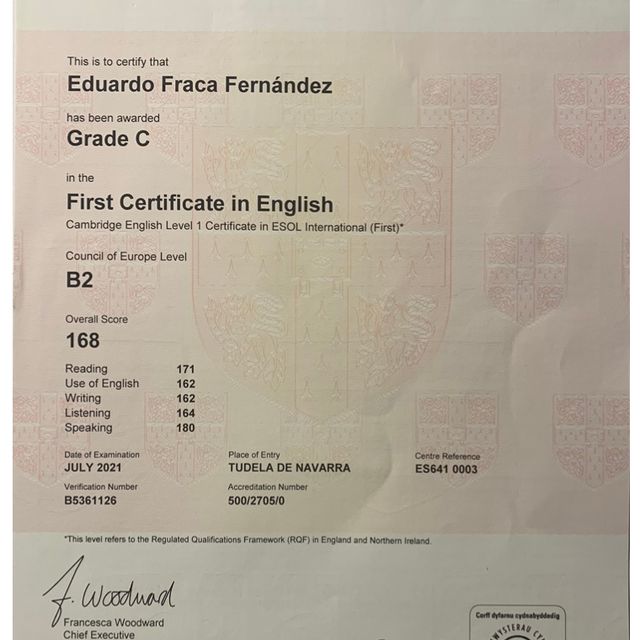 This is to certify that
Eduardo Fraca Fernández
has been awarded
Grade C
in the
First Certificate in English
Cambridge English Level 1 Certificate in ESOL International (First)*
Council of Europe Level
B2
Overall Score
168
Reading 171
Use of English 162
Writing 162
Listening 164
Speaking 180
Date of Examination Place of Entry Centre Reference
JULY 2021 TUDELA DE NAVARRA ES641 0003
Verification Number Accreditation Number
B5361126 500/2705/0
*This level refers to the Regulated Qualifications Framework (RQF) in England and Northern Ireland.
F. Woodward
Francesca Woodward
Chief Executive
Corff dyfarnu cydnabyddedig